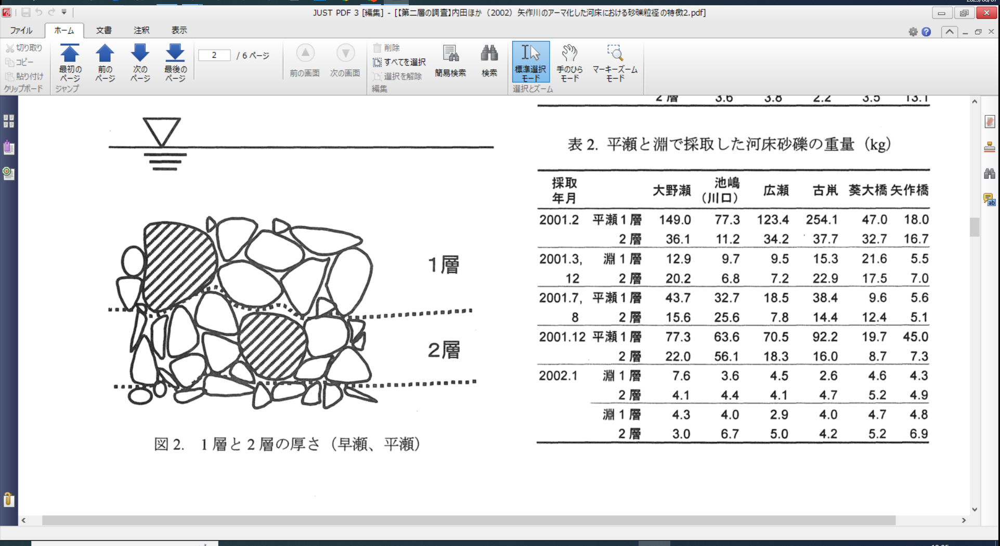 JUST PDF 3 [編集] - [【第二層の調査】内田ほか（2002）矢作川のアーマ化した河床における砂礫粒径の特徴2.pdf]
ファイル ホーム 文書 注釈 表示
切り取り
コピー
貼り付け
クリップボード
最初のページ
前のページ
次のページ
最後のページ
ジャンプ
2 / 6 ページ
前の画面 次の画面
削除
すべてを選択
選択を解除
編集
簡易検索
検索
標準選択モード
手のひらモード
マーキーズームモード
選択とズーム
1層
2層
図2. 1層と2層の厚さ（早瀬、平瀬）
2層 3.6 3.8 2.2 3.5 13.1
表2. 平瀬と淵で採取した河床砂礫の重量（kg）
採取年月 大野瀬 池嶋（川口） 広瀬 古鼡 葵大橋 矢作橋
2001.2 平瀬1層 149.0 77.3 123.4 254.1 47.0 18.0
2層 36.1 11.2 34.2 37.7 32.7 16.7
2001.3, 淵1層 12.9 9.7 9.5 15.3 21.6 5.5
12 2層 20.2 6.8 7.2 22.9 17.5 7.0
2001.7, 平瀬1層 43.7 32.7 18.5 38.4 9.6 5.6
8 2層 15.6 25.6 7.8 14.4 12.4 5.1
2001.12 平瀬1層 77.3 63.6 70.5 92.2 19.7 45.0
2層 22.0 56.1 18.3 16.0 8.7 7.3
2002.1 淵1層 7.6 3.6 4.5 2.6 4.6 4.3
2層 4.1 4.4 4.1 4.7 5.2 4.9
淵1層 4.3 4.0 2.9 4.0 4.7 4.8
2層 3.0 6.7 5.0 4.2 5.2 6.9